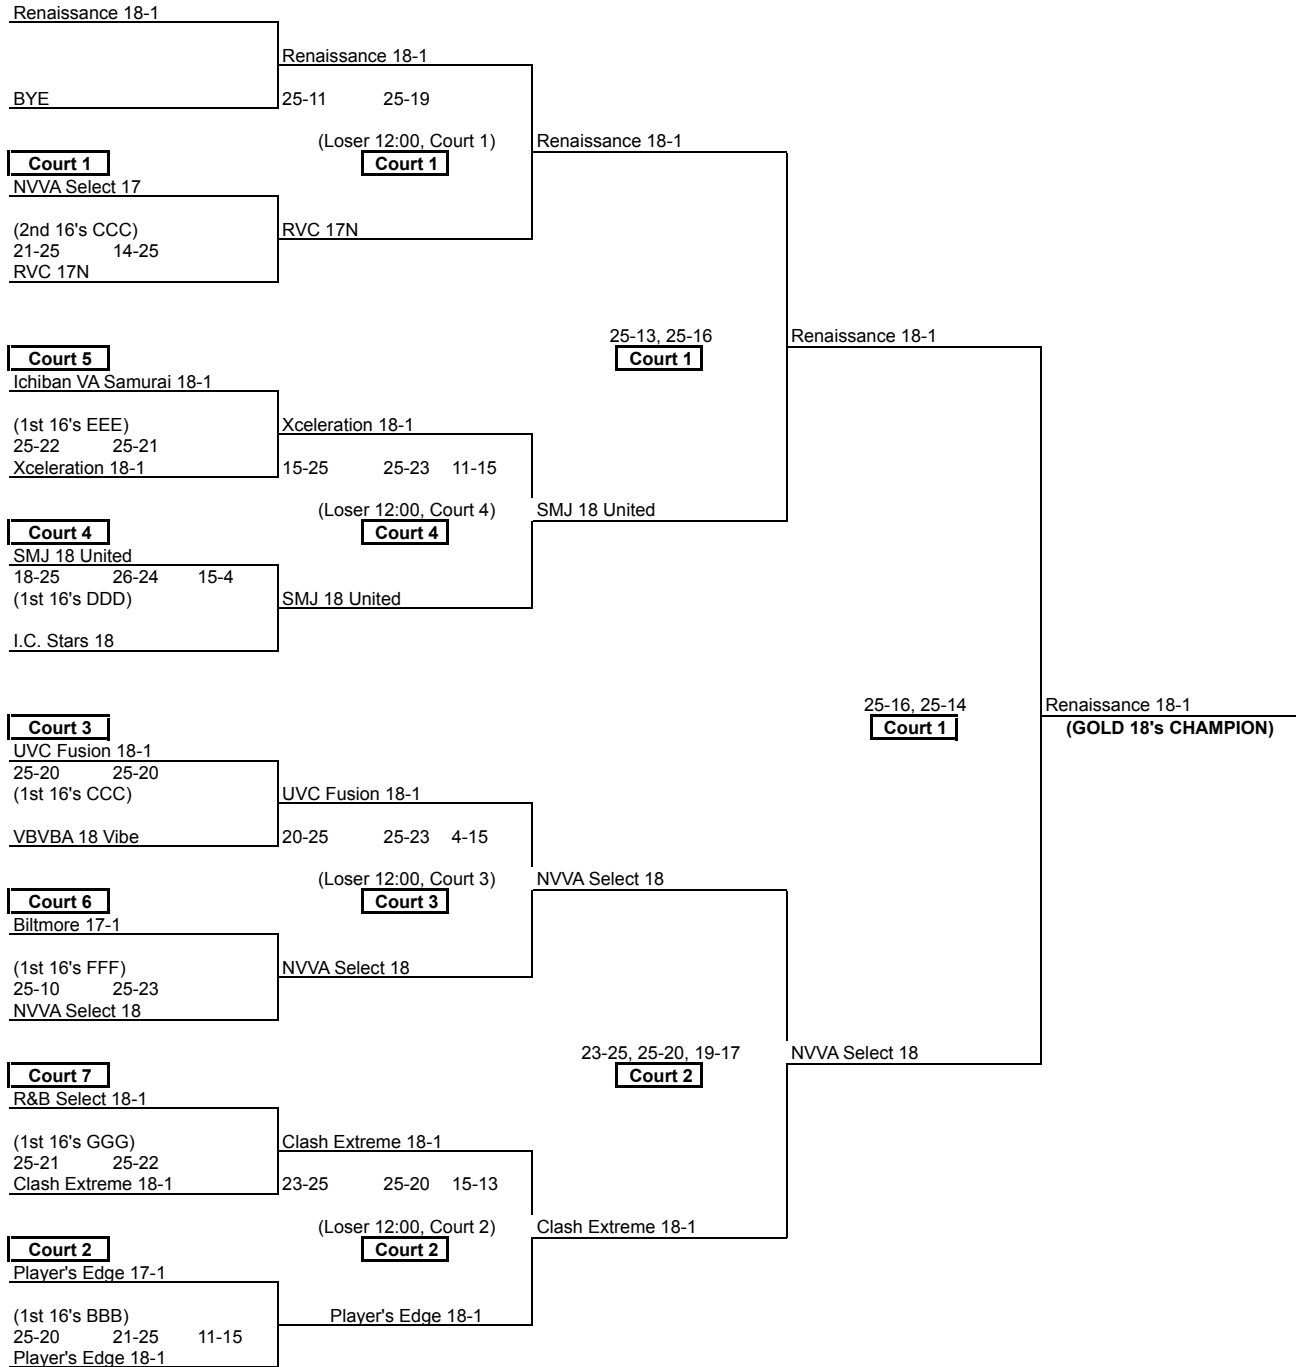 Renaissance 18-1
Renaissance 18-1
BYE
25-11 25-19
(Loser 12:00, Court 1)
Renaissance 18-1
Court 1
Court 1
NVVA Select 17
(2nd 16's CCC)
RVC 17N
21-25 14-25
RVC 17N
25-13, 25-16
Renaissance 18-1
Court 5
Court 1
Ichiban VA Samurai 18-1
(1st 16's EEE)
Xceleration 18-1
25-22 25-21
Xceleration 18-1
15-25 25-23 11-15
(Loser 12:00, Court 4)
SMJ 18 United
Court 4
Court 4
SMJ 18 United
18-25 26-24 15-4
(1st 16's DDD)
SMJ 18 United
I.C. Stars 18
25-16, 25-14
Renaissance 18-1
Court 3
Court 1
(GOLD 18's CHAMPION)
UVC Fusion 18-1
25-20 25-20
(1st 16's CCC)
UVC Fusion 18-1
VBVBA 18 Vibe
20-25 25-23 4-15
(Loser 12:00, Court 3)
NVVA Select 18
Court 6
Court 3
Biltmore 17-1
(1st 16's FFF)
NVVA Select 18
25-10 25-23
NVVA Select 18
23-25, 25-20, 19-17
NVVA Select 18
Court 7
Court 2
R&B Select 18-1
(1st 16's GGG)
Clash Extreme 18-1
25-21 25-22
Clash Extreme 18-1
23-25 25-20 15-13
(Loser 12:00, Court 2)
Clash Extreme 18-1
Court 2
Court 2
Player's Edge 17-1
(1st 16's BBB)
Player's Edge 18-1
25-20 21-25 11-15
Player's Edge 18-1